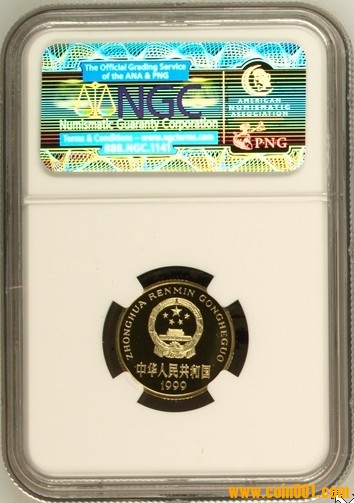 The Official Grading Service
of the ANA & PNG
NGC
Numismatic Guaranty Corporation
Terms & Conditions - www.ngccoin.com
888.NGC.1141
AMERICAN
NUMISMATIC
ASSOCIATION
PNG
ZHONGHUA RENMIN GONGHEGUO
中华人民共和国
1999
www.coin001.com